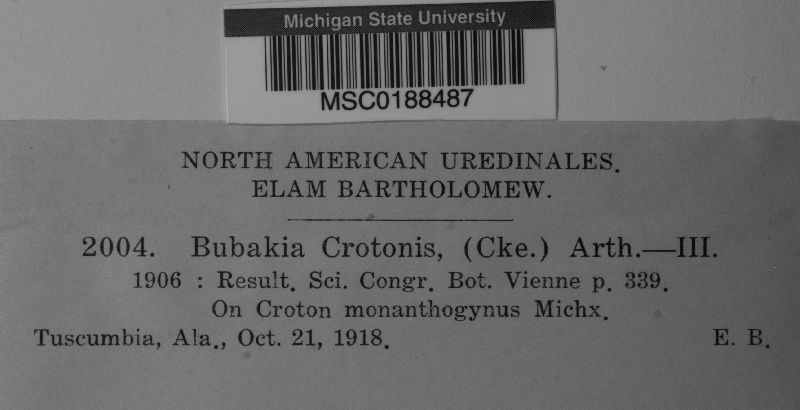 Michigan State University
MSC0188487
NORTH AMERICAN UREDINALES.
ELAM BARTHOLOMEW.
2004. Bubakia Crotonis, (Cke.) Arth.—III.
1906 : Result. Sci. Congr. Bot. Vienne p. 339.
On Croton monanthogynus Michx.
Tuscumbia, Ala., Oct. 21, 1918. E. B.